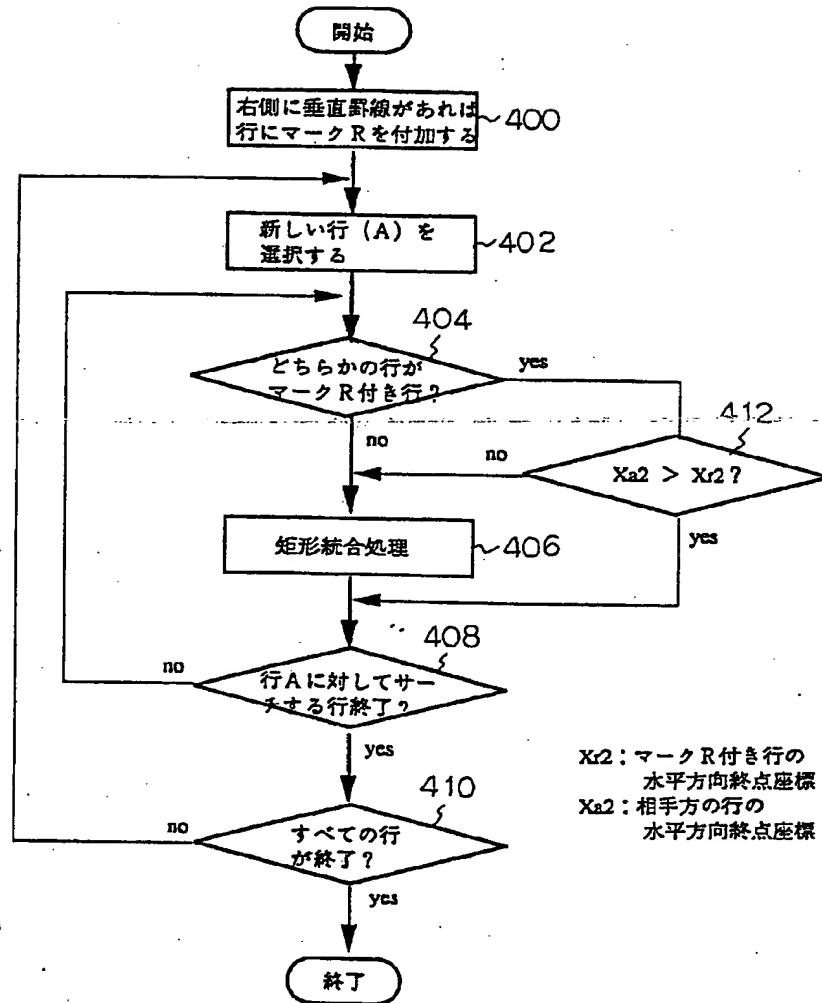 開始
右側に垂直罫線があれば
行にマークRを付加する
400
新しい行 (A) を
選択する
402
404
どちらかの行が
マークR付き行?
yes
no
412
Xa2 > Xr2?
no
yes
矩形統合処理
406
408
行Aに対してサー
チする行終了?
no
yes
Xr2:マークR付き行の
水平方向終点座標
Xa2:相手方の行の
水平方向終点座標
410
すべての行
が終了?
no
yes
終了